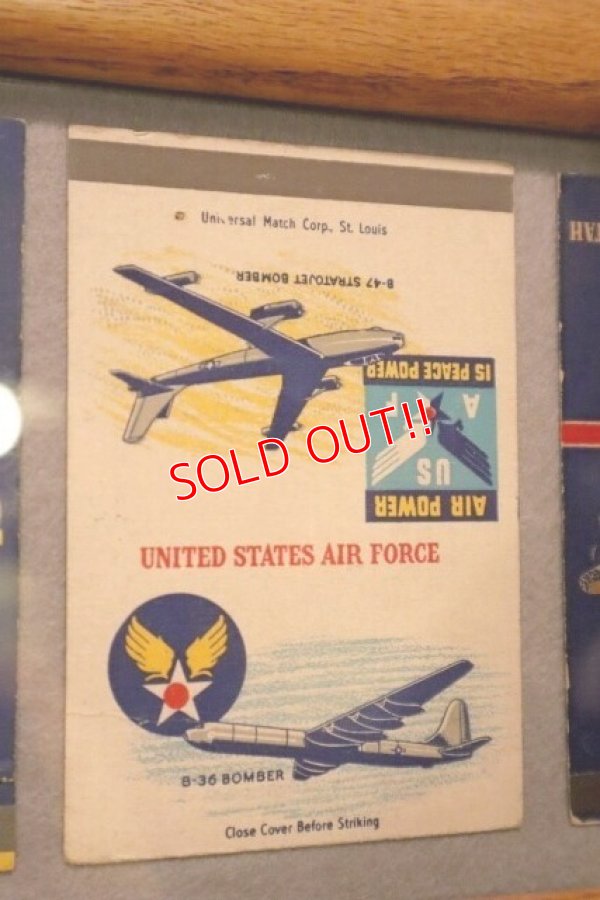 Universal Match Corp., St. Louis
B-47 STRATOJET BOMBER
IS PEACE POWER
A F
US
AIR POWER
SOLD OUT!!
UNITED STATES AIR FORCE
B-36 BOMBER
Close Cover Before Striking
TAH